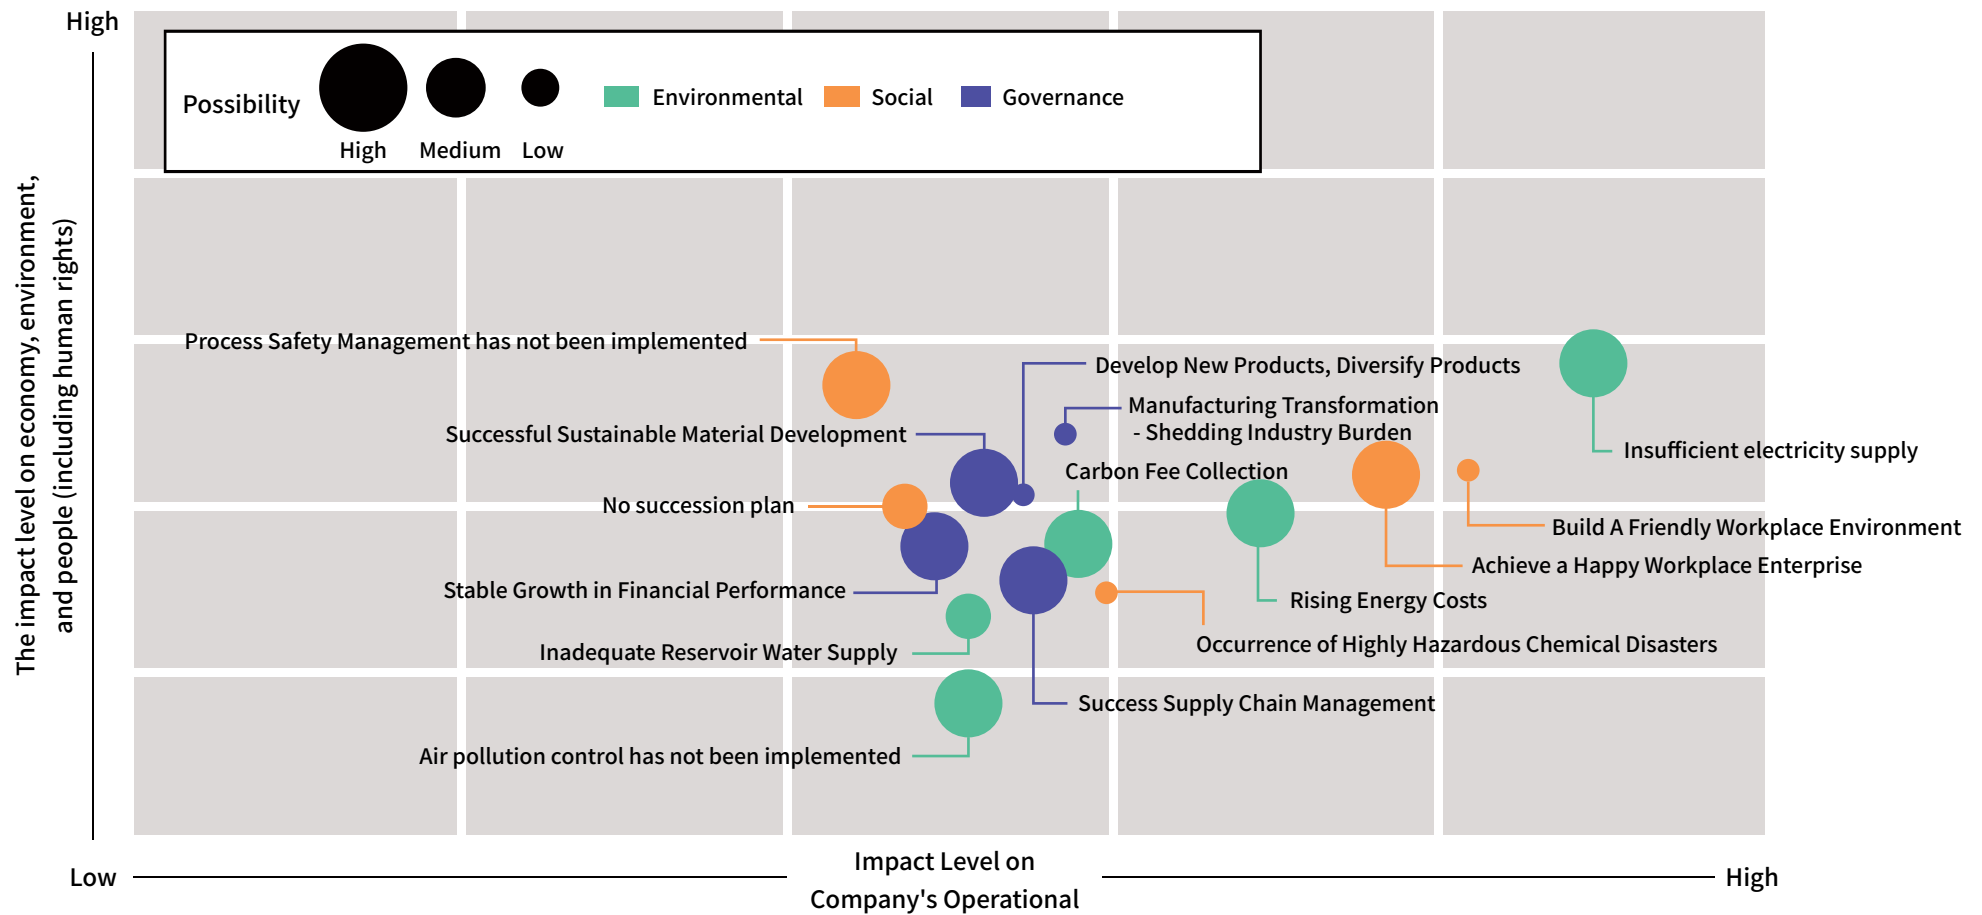 High
Possibility
High
Medium
Low
Environmental
Social
Governance
The impact level on economy, environment,
and people (including human rights)
Process Safety Management has not been implemented
Develop New Products, Diversify Products
Manufacturing Transformation
- Shedding Industry Burden
Successful Sustainable Material Development
Insufficient electricity supply
Carbon Fee Collection
No succession plan
Build A Friendly Workplace Environment
Achieve a Happy Workplace Enterprise
Stable Growth in Financial Performance
Rising Energy Costs
Inadequate Reservoir Water Supply
Occurrence of Highly Hazardous Chemical Disasters
Success Supply Chain Management
Air pollution control has not been implemented
Low
Impact Level on
Company's Operational
High